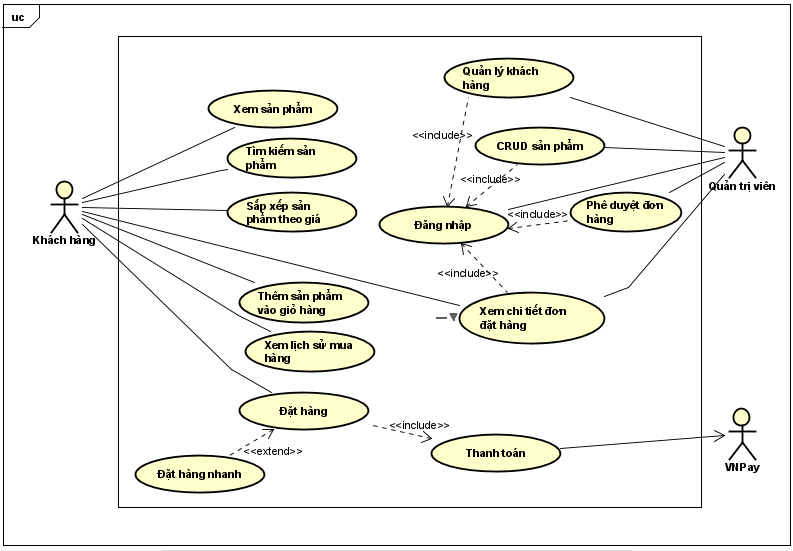 uc
Quản lý khách
hàng
Xem sản phẩm
<<include>>
CRUD sản phẩm
Tìm kiếm sản
phẩm
<<include>>
Quản trị viên
Sắp xếp sản
phẩm theo giá
Phê duyệt đơn
hàng
<<include>>
Đăng nhập
Khách hàng
<<include>>
Thêm sản phẩm
vào giỏ hàng
Xem chi tiết đơn
đặt hàng
Xem lịch sử mua
hàng
Đặt hàng
<<include>>
<<extend>>
Thanh toán
VNPay
Đặt hàng nhanh